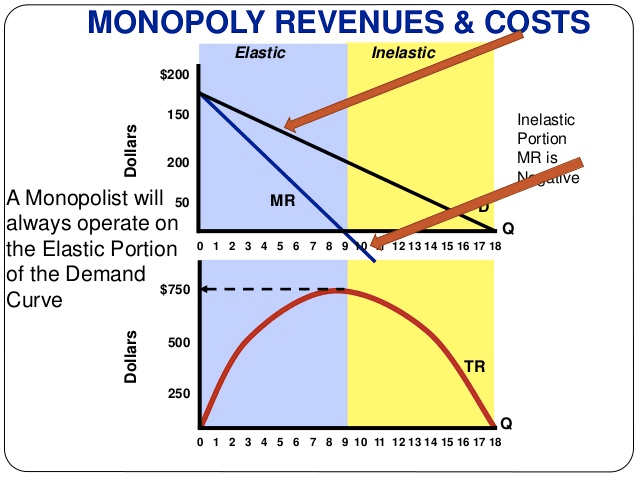 MONOPOLY REVENUES & COSTS
Elastic
Inelastic
$200
150
200
50
Dollars
MR
D
Q
0 1 2 3 4 5 6 7 8 9 10 11 12 13 14 15 16 17 18
Inelastic
Portion
MR is
Negative
A Monopolist will
always operate on
the Elastic Portion
of the Demand
Curve
$750
500
250
Dollars
TR
Q
0 1 2 3 4 5 6 7 8 9 10 11 12 13 14 15 16 17 18